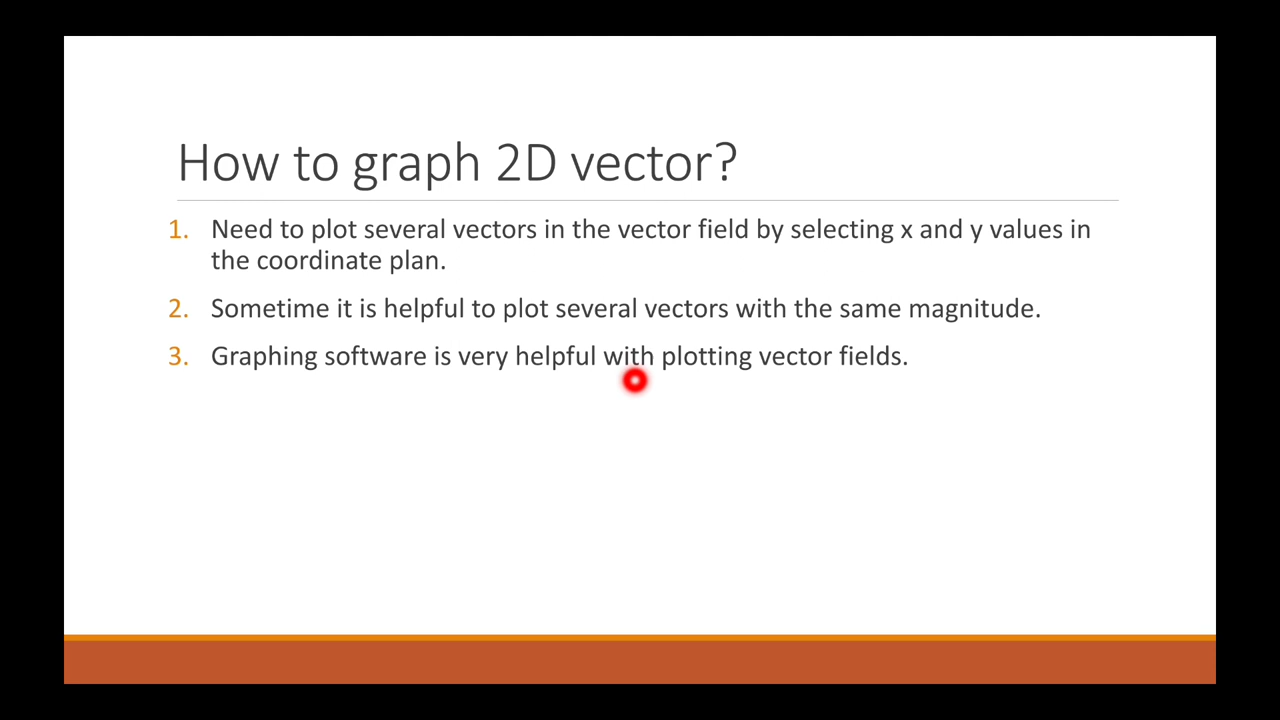 How to graph 2D vector?
1. Need to plot several vectors in the vector field by selecting x and y values in
the coordinate plan.
2. Sometime it is helpful to plot several vectors with the same magnitude.
3. Graphing software is very helpful with plotting vector fields.